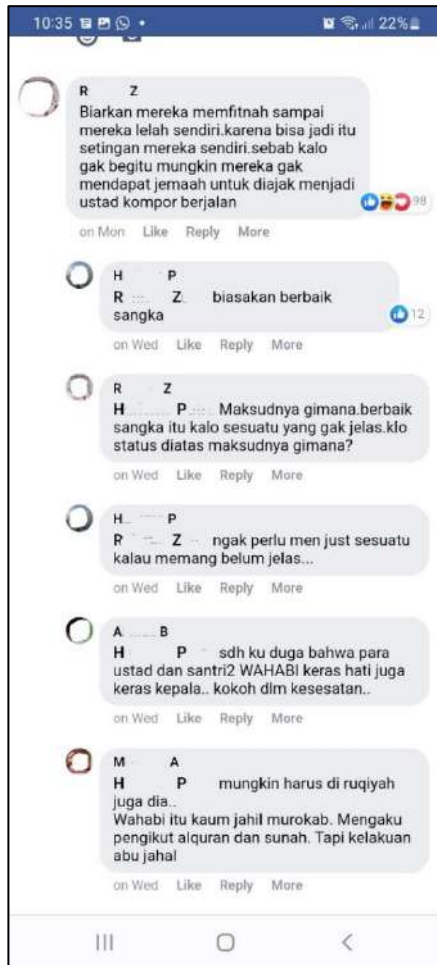 10:35
22%
R Z
Biarkan mereka memfitnah sampai
mereka lelah sendiri.karena bisa jadi itu
setingan mereka sendiri.sebab kalo
gak begitu mungkin mereka gak
mendapat jemaah untuk diajak menjadi
ustad kompor berjalan
98
on Mon Like Reply More
H P
R Z biasakan berbaik
sangka
12
on Wed Like Reply More
R Z
H P Maksudnya gimana.berbaik
sangka itu kalo sesuatu yang gak jelas.klo
status diatas maksudnya gimana?
on Wed Like Reply More
H P
R Z ngak perlu men just sesuatu
kalau memang belum jelas...
on Wed Like Reply More
A B
H P sdh ku duga bahwa para
ustad dan santri2 WAHABI keras hati juga
keras kepala.. kokoh dlm kesesatan..
on Wed Like Reply More
M A
H P mungkin harus di ruqiyah
juga dia..
Wahabi itu kaum jahil murokab. Mengaku
pengikut alquran dan sunah. Tapi kelakuan
abu jahal
on Wed Like Reply More